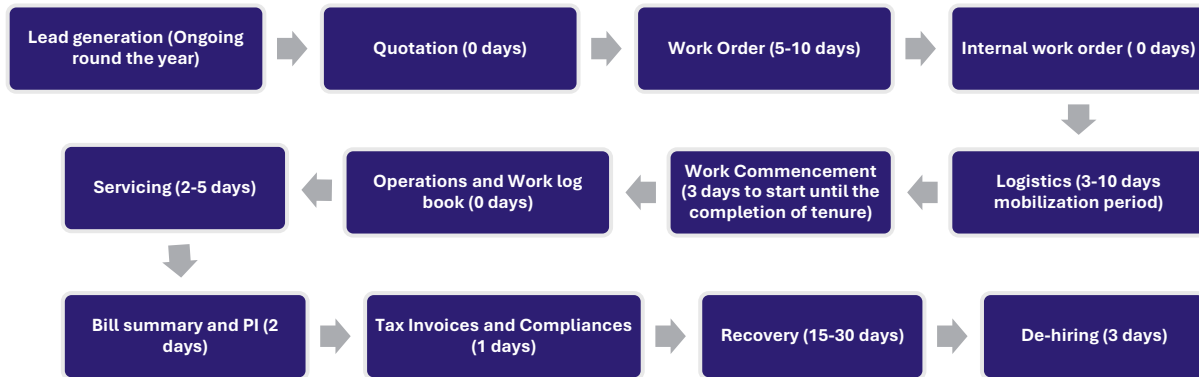 Lead generation (Ongoing
round the year)
Quotation (0 days)
Work Order (5-10 days)
Internal work order ( 0 days)
Logistics (3-10 days
mobilization period)
Work Commencement
(3 days to start until the
completion of tenure)
Operations and Work log
book (0 days)
Servicing (2-5 days)
Bill summary and PI (2
days)
Tax Invoices and Compliances
(1 days)
Recovery (15-30 days)
De-hiring (3 days)